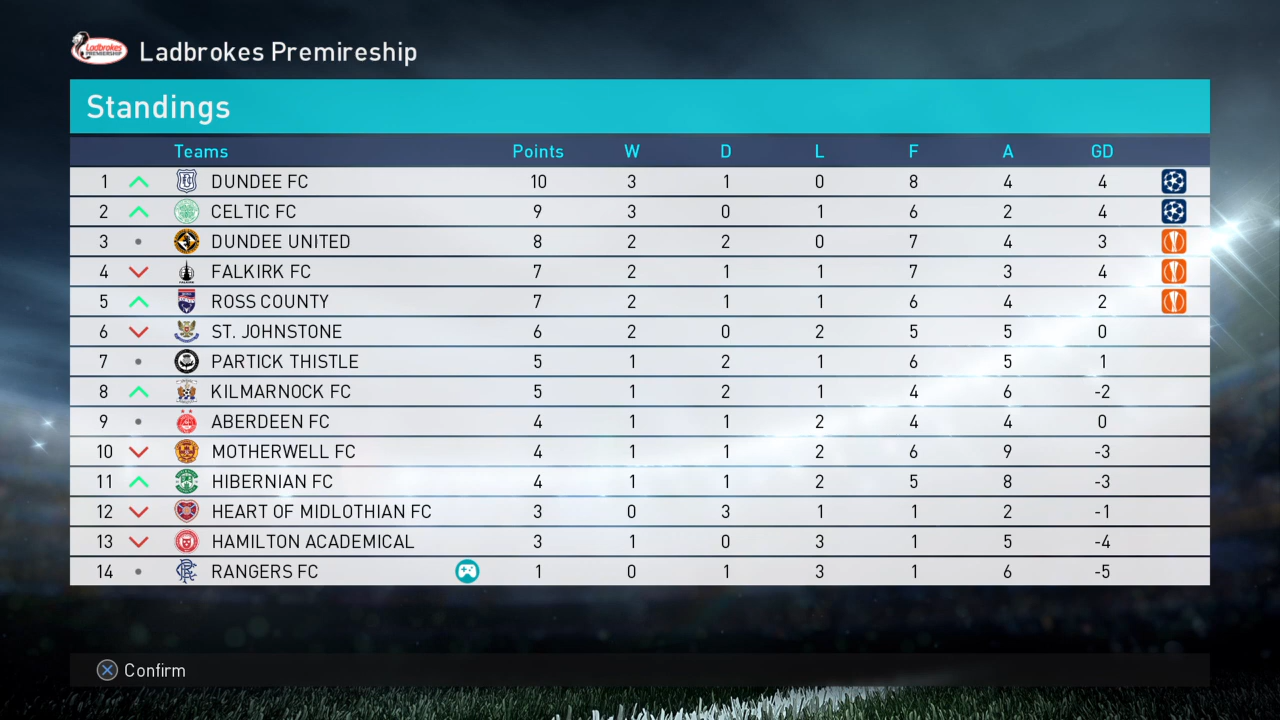 Ladbrokes PREMIERSHIP Ladbrokes Premireship
Standings
Teams Points W D L F A GD
1 DUNDEE FC 10 3 1 0 8 4 4
2 CELTIC FC 9 3 0 1 6 2 4
3 DUNDEE UNITED 8 2 2 0 7 4 3
4 FALKIRK FC 7 2 1 1 7 3 4
5 ROSS COUNTY 7 2 1 1 6 4 2
6 ST. JOHNSTONE 6 2 0 2 5 5 0
7 PARTICK THISTLE 5 1 2 1 6 5 1
8 KILMARNOCK FC 5 1 2 1 4 6 -2
9 ABERDEEN FC 4 1 1 2 4 4 0
10 MOTHERWELL FC 4 1 1 2 6 9 -3
11 HIBERNIAN FC 4 1 1 2 5 8 -3
12 HEART OF MIDLOTHIAN FC 3 0 3 1 1 2 -1
13 HAMILTON ACADEMICAL 3 1 0 3 1 5 -4
14 RANGERS FC 1 0 1 3 1 6 -5
Confirm